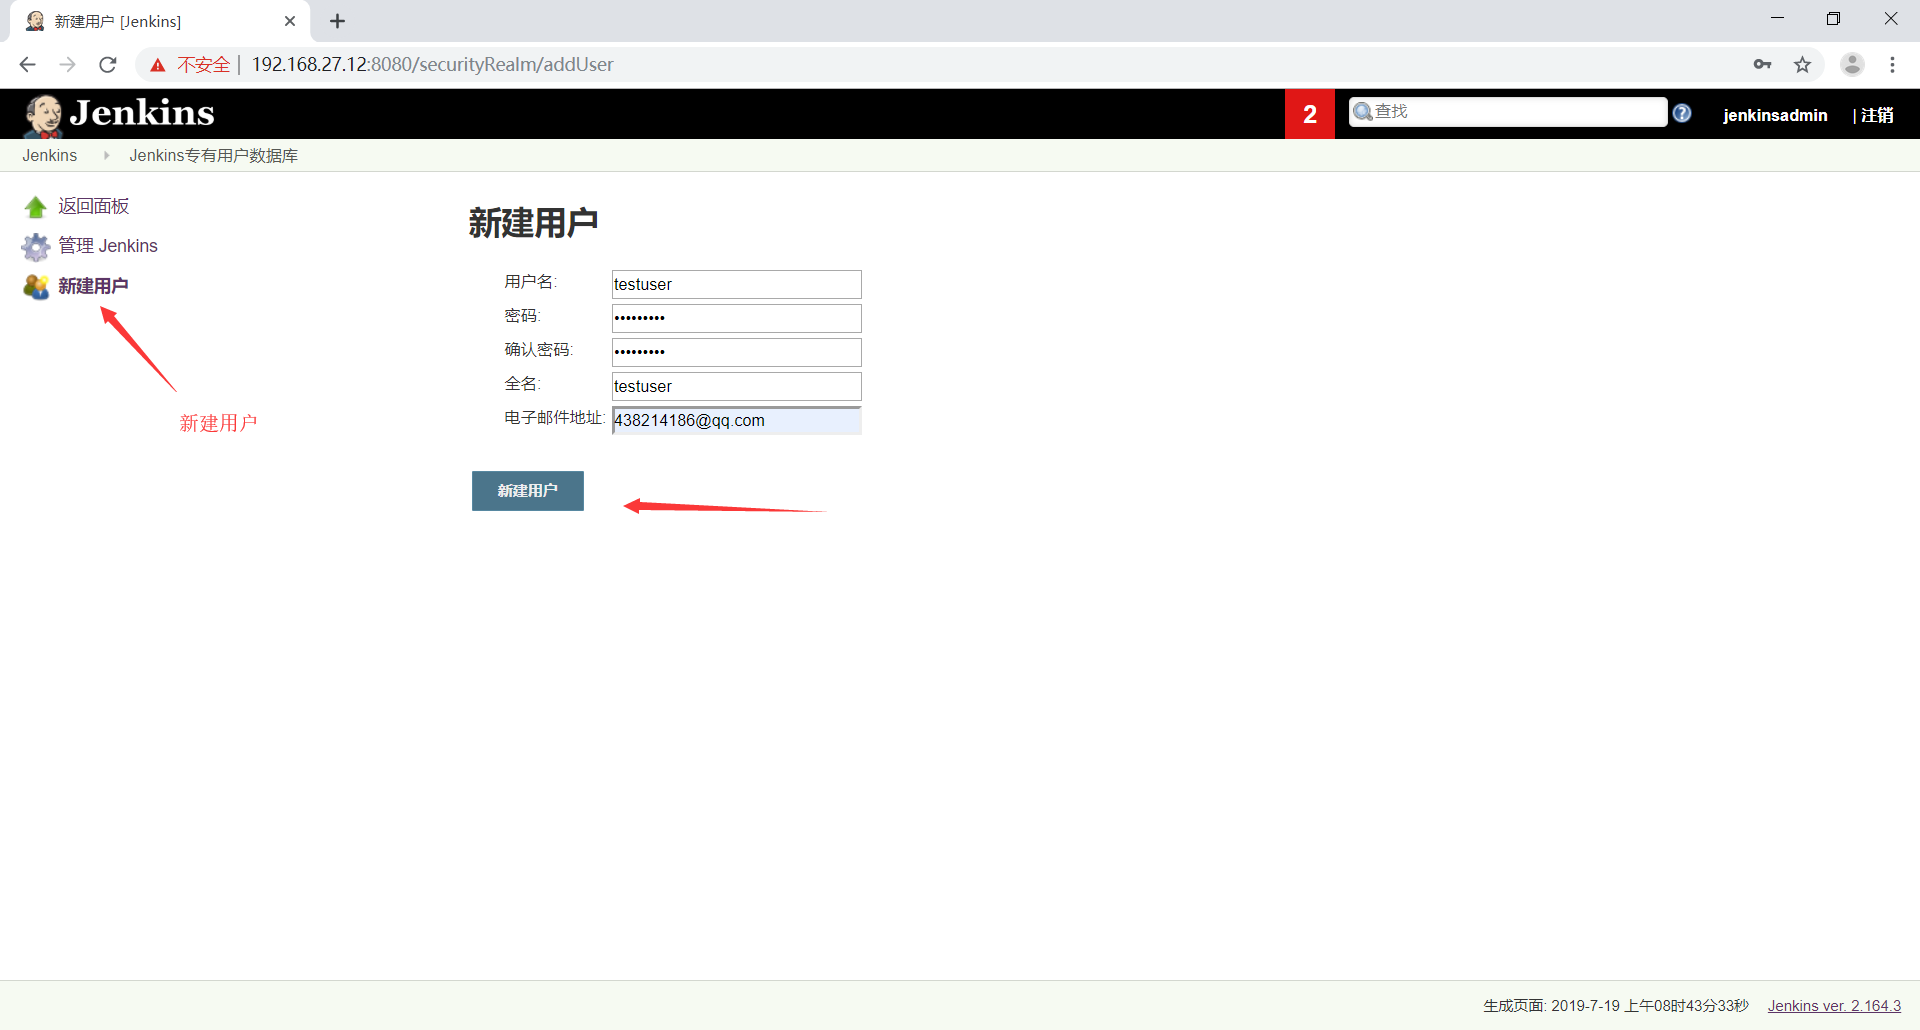 新建用户 [Jenkins]
不安全 | 192.168.27.12:8080/securityRealm/addUser
Jenkins
2
查找
jenkinsadmin
| 注销
Jenkins
Jenkins专有用户数据库
返回面板
管理 Jenkins
新建用户
新建用户
新建用户
用户名: testuser
密码: •••••••••
确认密码: •••••••••
全名: testuser
电子邮件地址: 438214186@qq.com
新建用户
生成页面: 2019-7-19 上午08时43分33秒
Jenkins ver. 2.164.3